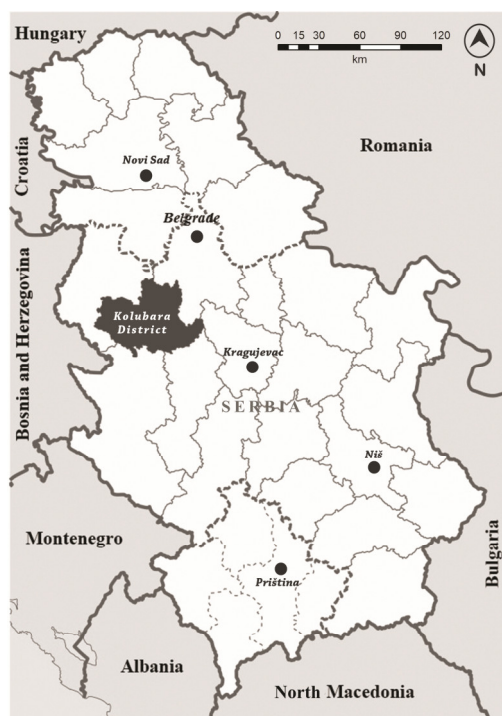 Hungary
0 15 30 60 90 120
km
N
Croatia
Romania
Novi Sad
Belgrade
Bosnia and Herzegovina
Kolubara
District
Kragujevac
SERBIA
Niš
Montenegro
Bulgaria
Priština
Albania
North Macedonia